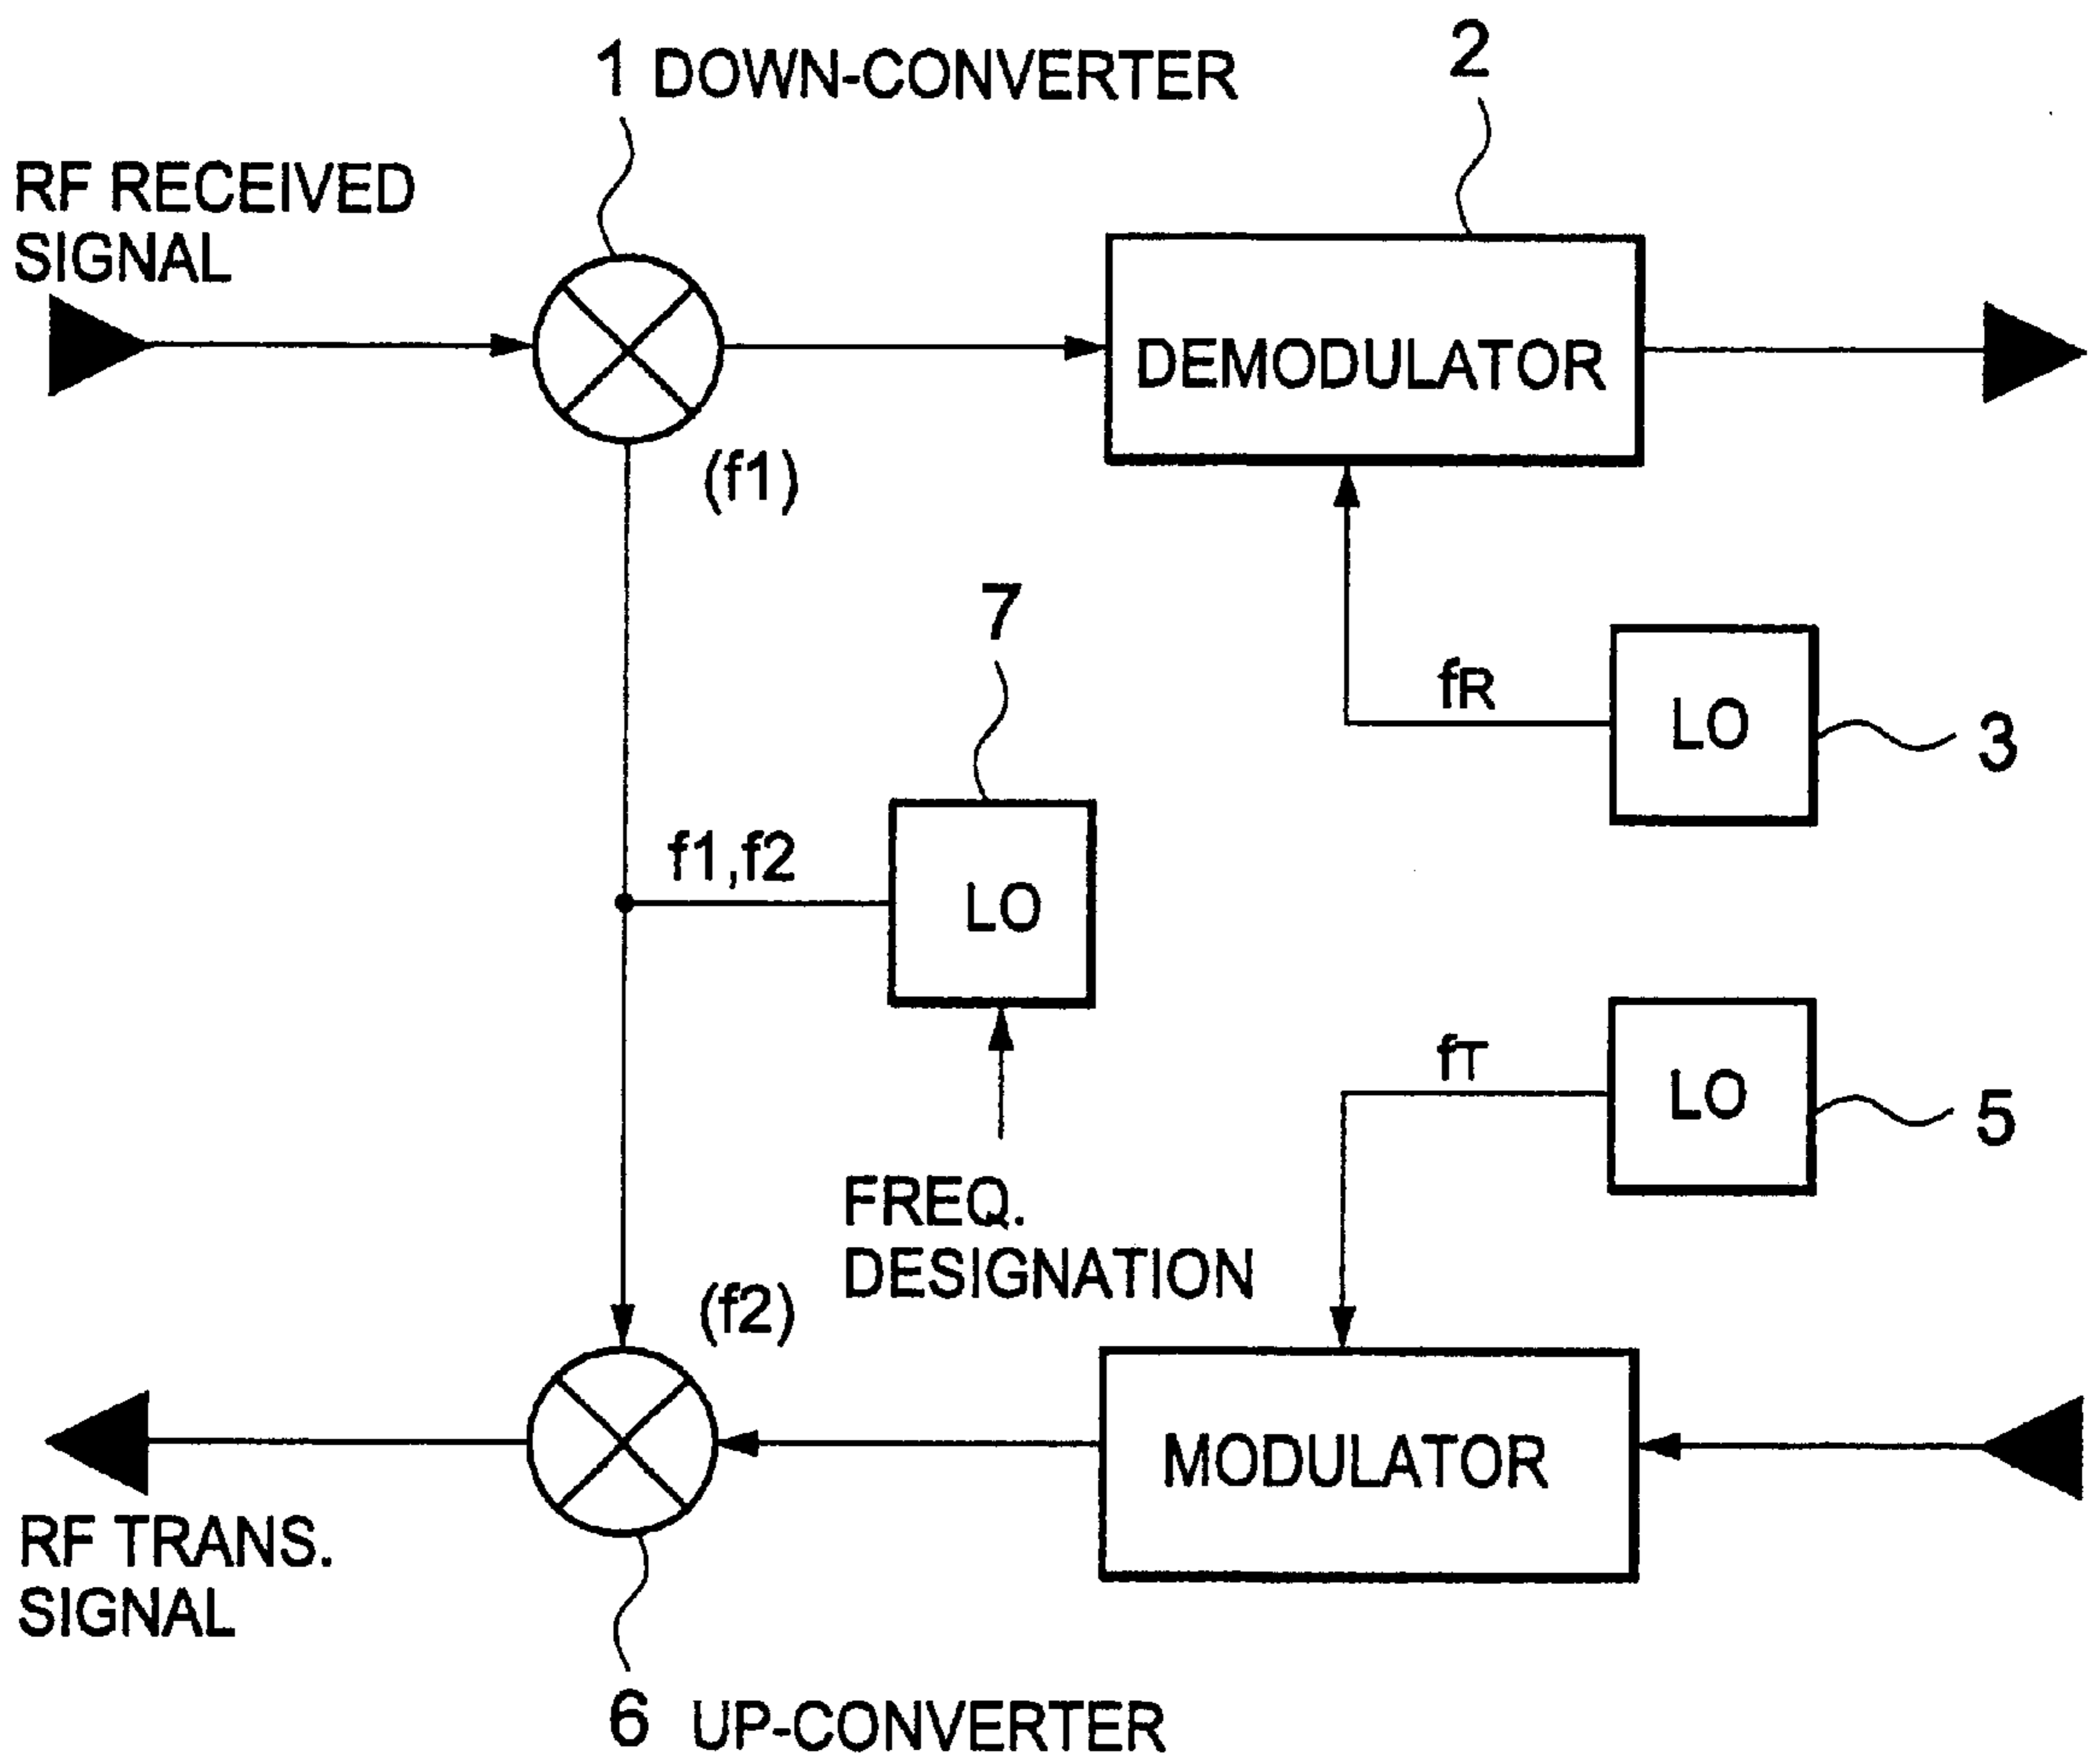 1 DOWN-CONVERTER
2
RF RECEIVED
SIGNAL
DEMODULATOR
(f1)
7
fR
LO
3
f1,f2
LO
fT
LO
5
FREQ.
DESIGNATION
(f2)
MODULATOR
RF TRANS.
SIGNAL
6 UP-CONVERTER